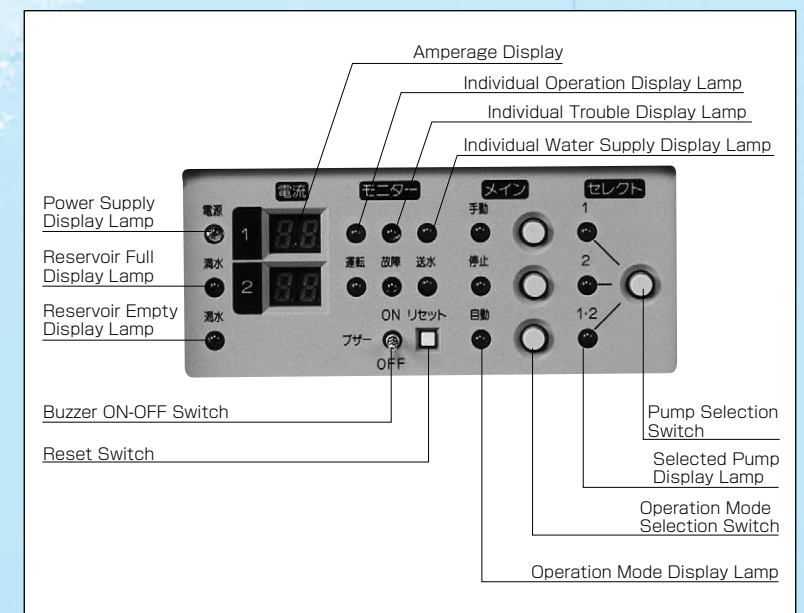 Amperage Display
Individual Operation Display Lamp
Individual Trouble Display Lamp
Individual Water Supply Display Lamp
Power Supply
Display Lamp
Reservoir Full
Display Lamp
Reservoir Empty
Display Lamp
電流 モニター メイン セレクト
電源 1 8.8 手動 1
満水 2 8.8 運転 故障 送水 停止 2
渇水 ON リセット 自動 1・2
ブザー
OFF
Buzzer ON-OFF Switch
Reset Switch
Pump Selection
Switch
Selected Pump
Display Lamp
Operation Mode
Selection Switch
Operation Mode Display Lamp